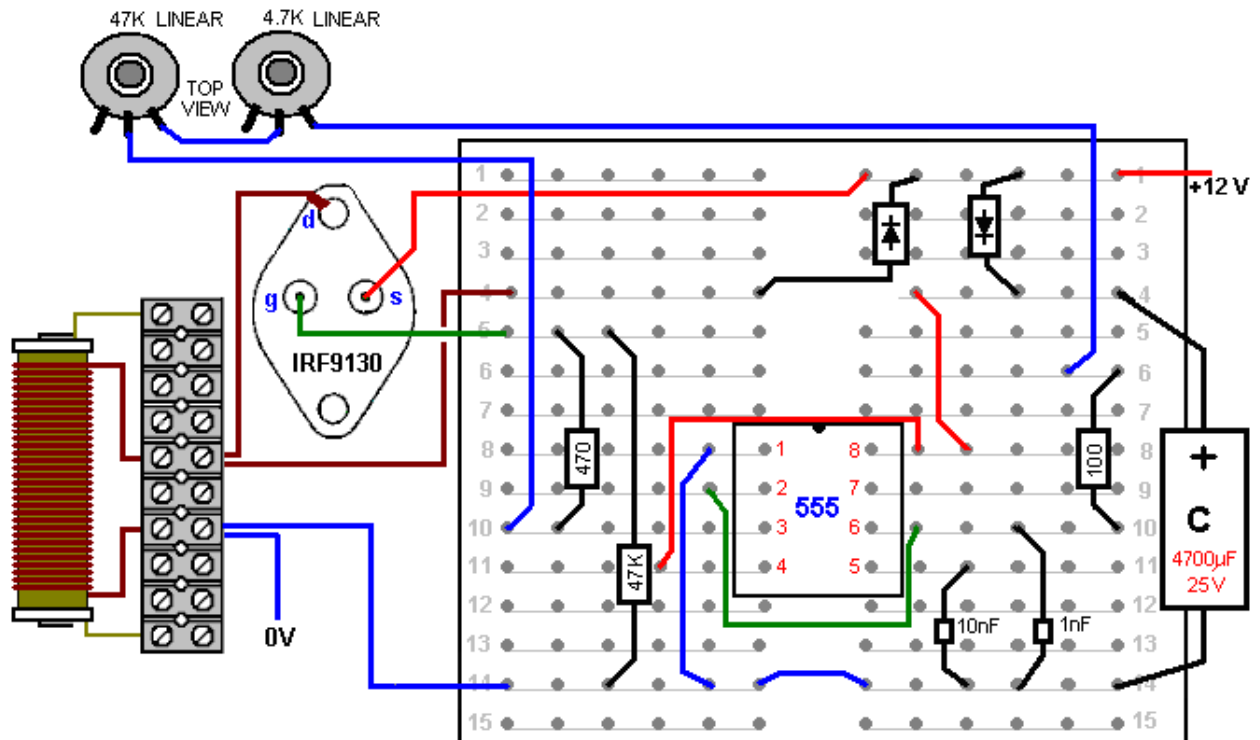 47K LINEAR
4.7K LINEAR
TOP
VIEW
1 1
+12 V
2 2
d
3 3
g s
4 4
5 5
IRF9130
6 6
7 7
8 1 8 8
470
100
+
9 2 7 9
555
C
10 3 6 10
11 4 5 11
47K
4700µF
25V
12 12
0V
13 10nF 1nF 13
14 14
15 15